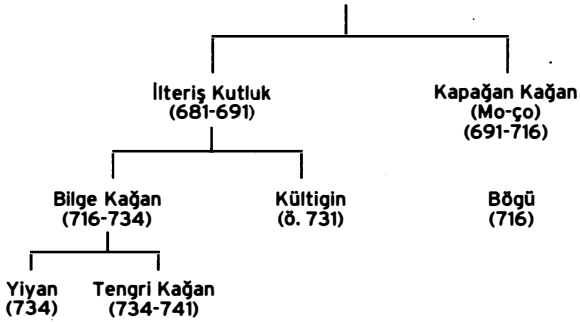 İlteriş Kutluk
(681-691)
Kapağan Kağan
(Mo-ço)
(691-716)
Bilge Kağan
(716-734)
Kültigin
(ö. 731)
Bögü
(716)
Yiyan
(734)
Tengri Kağan
(734-741)